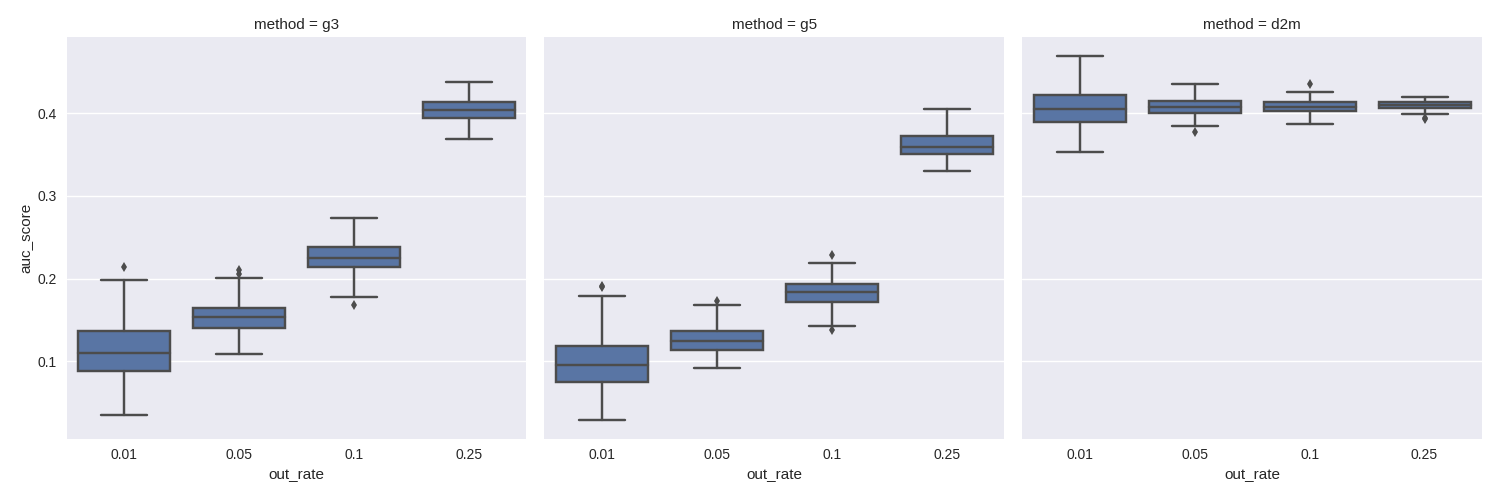 method = g3
method = g5
method = d2m
auc_score
0.4
0.3
0.2
0.1
0.01 0.05 0.1 0.25
0.01 0.05 0.1 0.25
0.01 0.05 0.1 0.25
out_rate
out_rate
out_rate